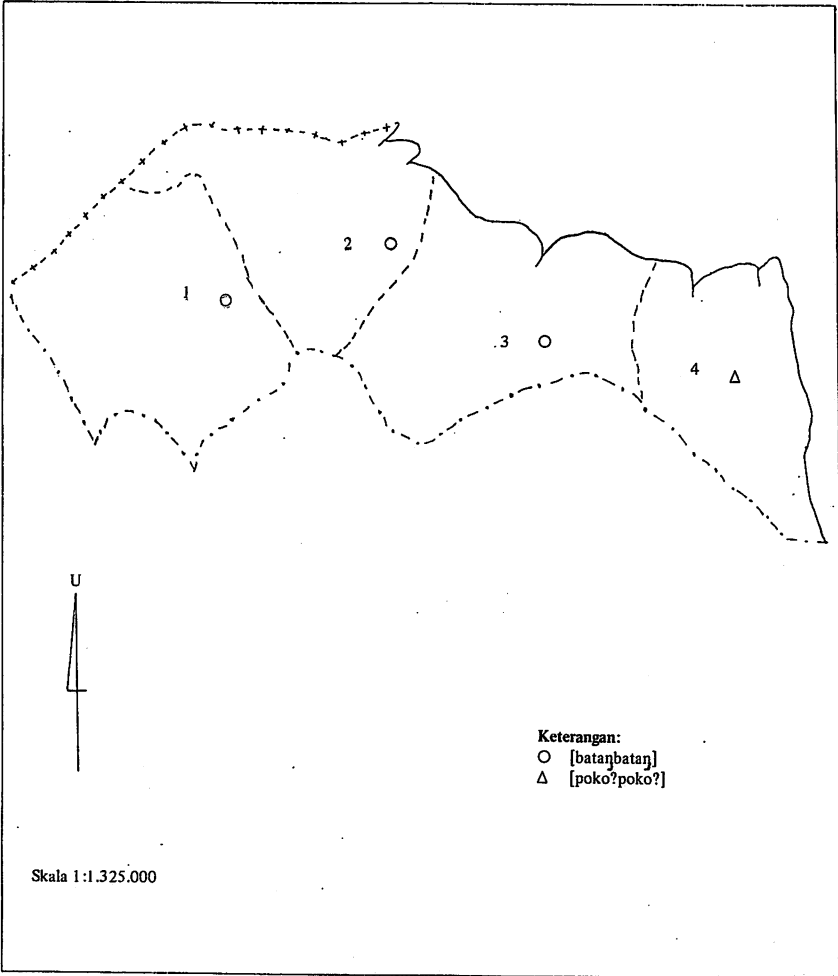 2
1
3
4
U
Keterangan:
O [bataŋbataŋ]
Δ [poko?poko?]
Skala 1:1.325.000